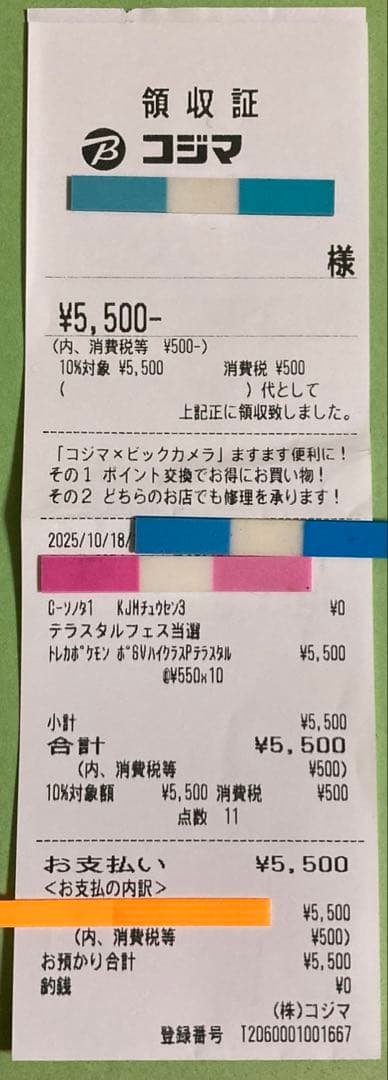 領収証
コジマ
様
¥5,500-
(内、消費税等 ¥500-)
10%対象 ¥5,500 消費税 ¥500
( )代として
上記正に領収致しました。
「コジマ×ビックカメラ」ますます便利に!
その1 ポイント交換でお得にお買い物!
その2 どちらのお店でも修理を承ります!
2025/10/18/
C-ソノタ1 KJMチュウセン3 ¥0
テラスタルフェス当選
トレカポケモン ポSVハイクラスPテラスタル ¥5,500
@¥550x10
小計 ¥5,500
合計 ¥5,500
(内、消費税等 ¥500)
10%対象額 ¥5,500 消費税 ¥500
点数 11
お支払い ¥5,500
<お支払の内訳>
¥5,500
(内、消費税等 ¥500)
お預かり合計 ¥5,500
釣銭 ¥0
(株)コジマ
登録番号 T2060001001667